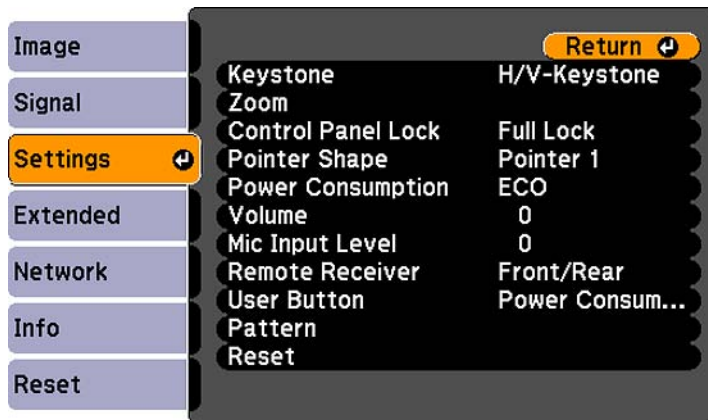 Image
Signal
Settings
Extended
Network
Info
Reset
Return
Keystone H/V-Keystone
Zoom
Control Panel Lock Full Lock
Pointer Shape Pointer 1
Power Consumption ECO
Volume 0
Mic Input Level 0
Remote Receiver Front/Rear
User Button Power Consum...
Pattern
Reset